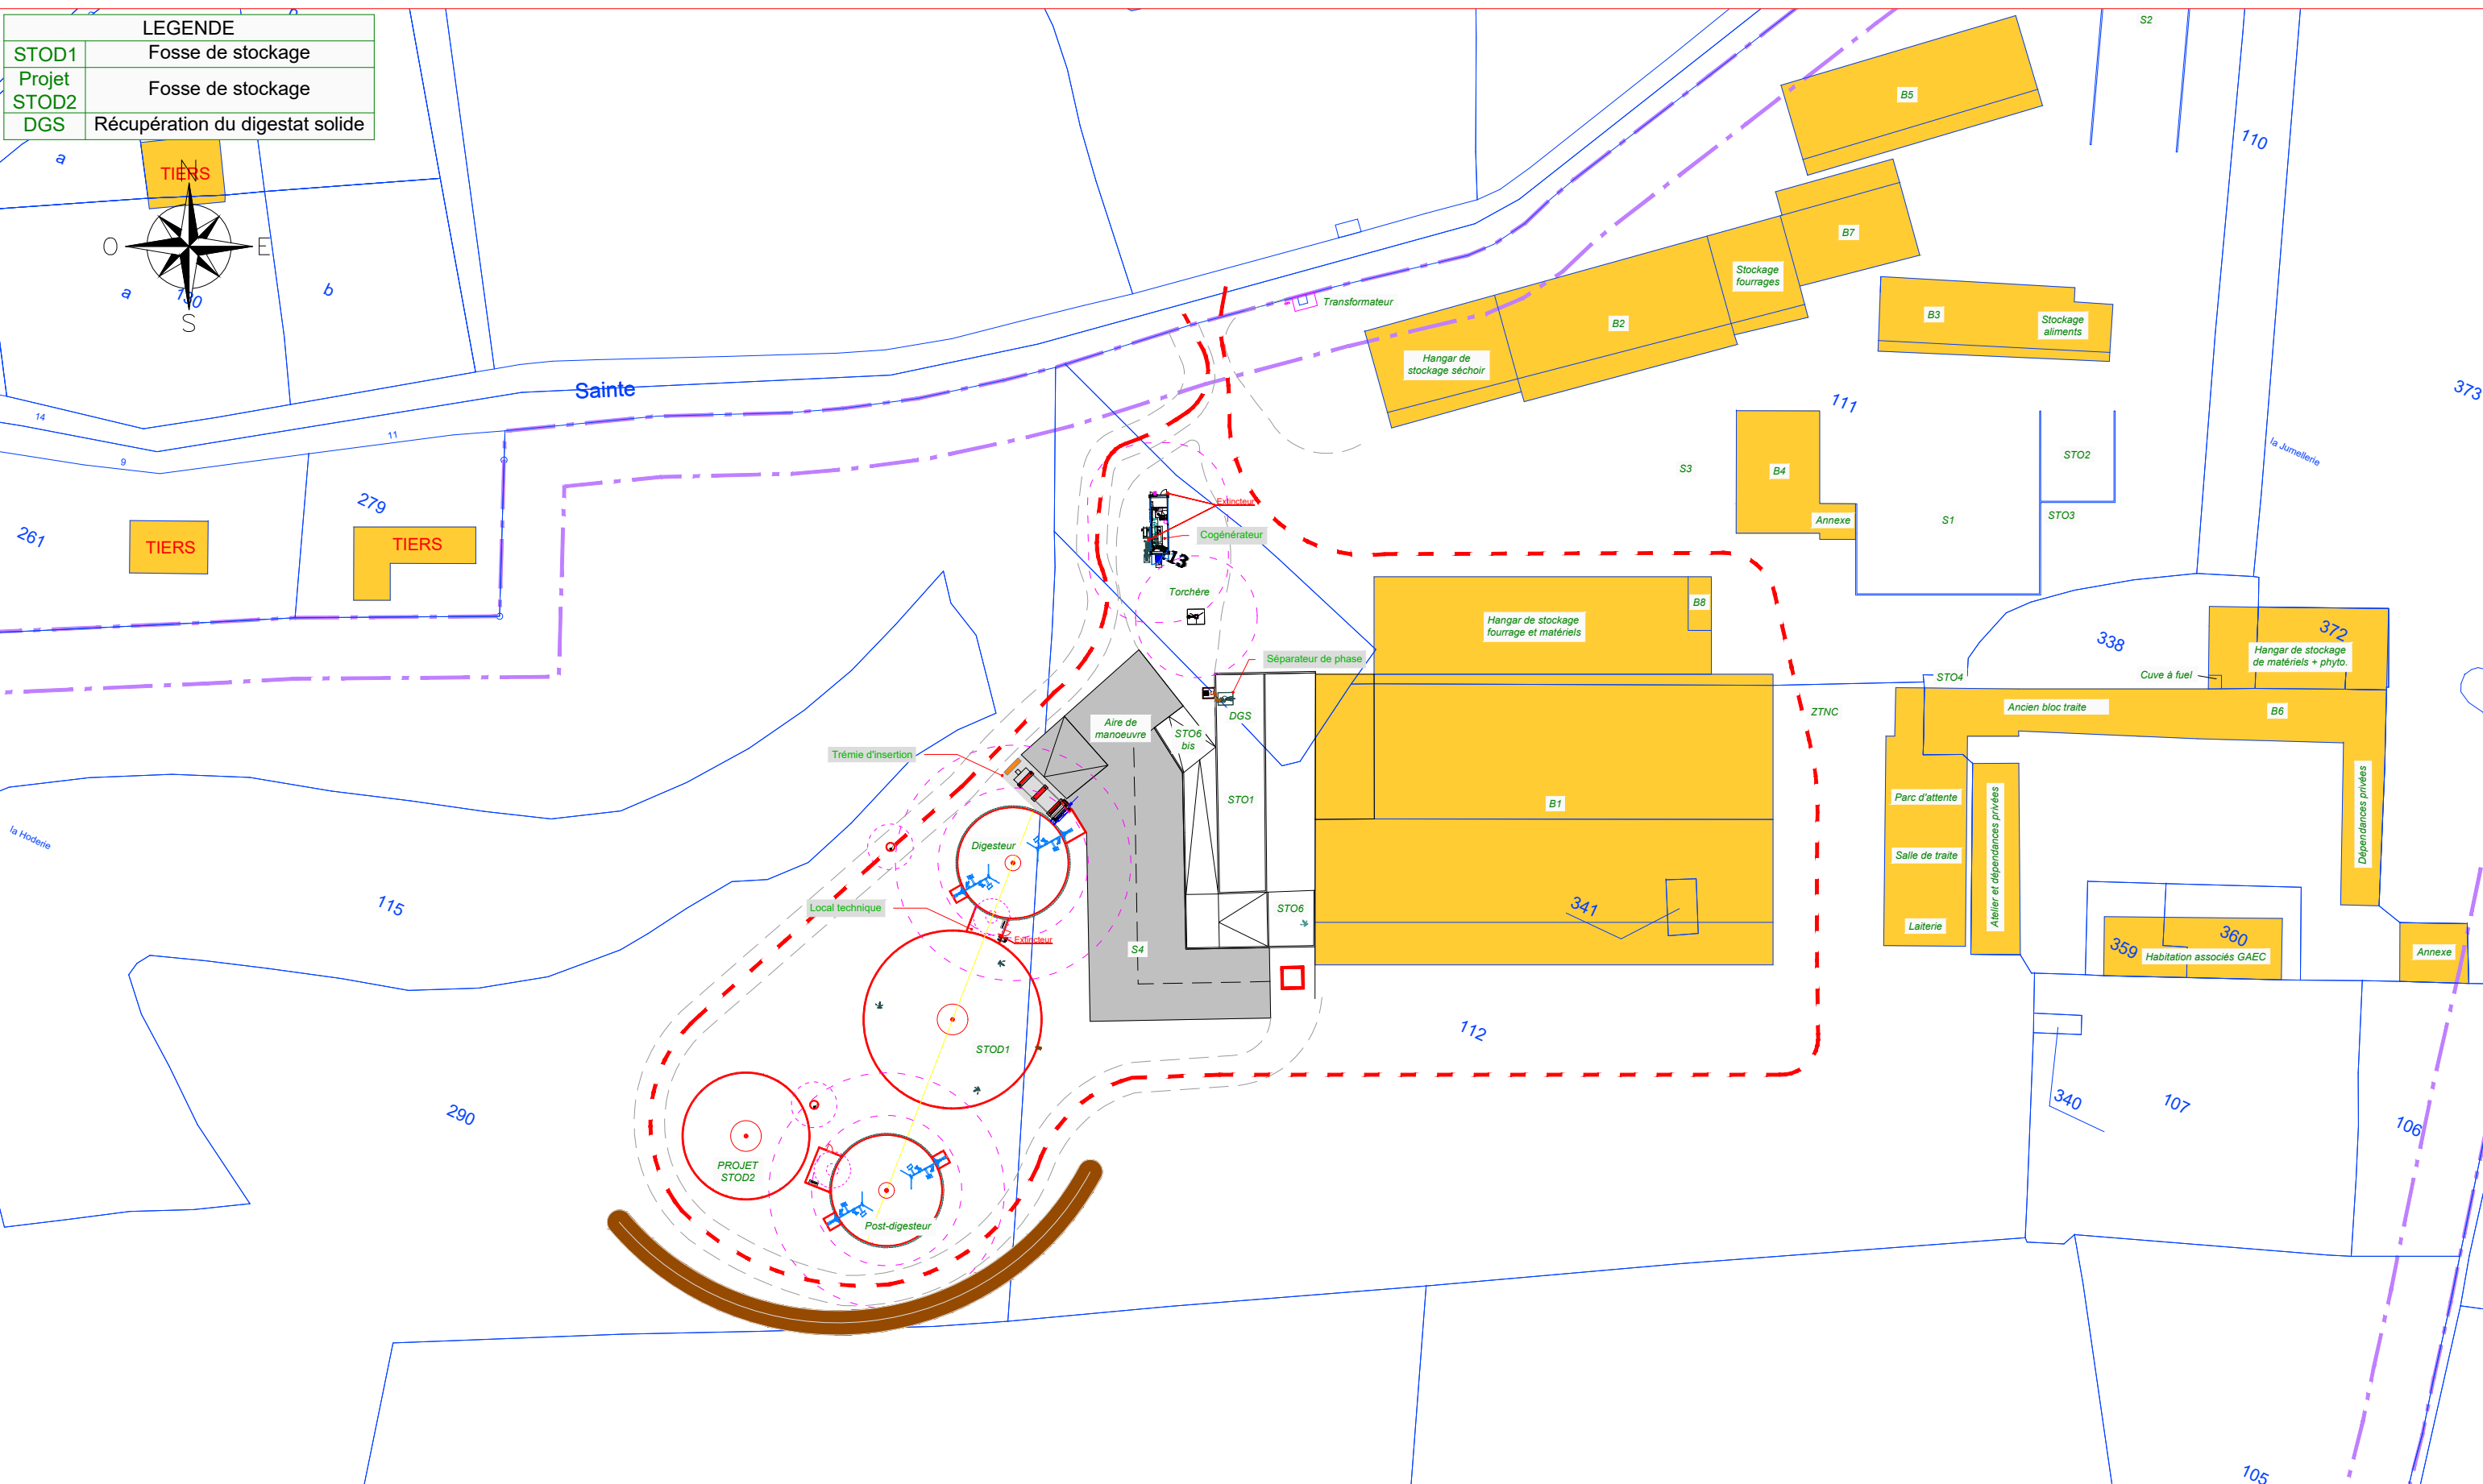 LEGENDE
STOD1 Fosse de stockage
Projet
STOD2 Fosse de stockage
DGS Récupération du digestat solide
S2
B5
110
a
TIERS
N
O
E
S
a
130
b
B7
Stockage
fourrages
Transformateur
B2
B3
Stockage
aliments
Hangar de
stockage séchoir
Sainte
373
111
14
11
9
la Jumellerie
STO2
S3
B4
279
Extincteur
STO3
Annexe
S1
261
TIERS
TIERS
Cogénérateur
13
Torchère
B8
Hangar de stockage
fourrage et matériels
372
338
Hangar de stockage
de matériels + phyto.
Séparateur de phase
Cuve à fuel
STO4
Ancien bloc traite
B6
DGS
ZTNC
Aire de
manoeuvre
STO6
bis
Trémie d'insertion
STO1
B1
Parc d'attente
Dépendances privées
la Hoderie
Digesteur
Salle de traite
Atelier et dépendances privées
115
Local technique
STO6
341
Laiterie
Extincteur
S4
359
360
Habitation associés GAEC
Annexe
112
STOD1
290
340
107
106
PROJET
STOD2
Post-digesteur
105